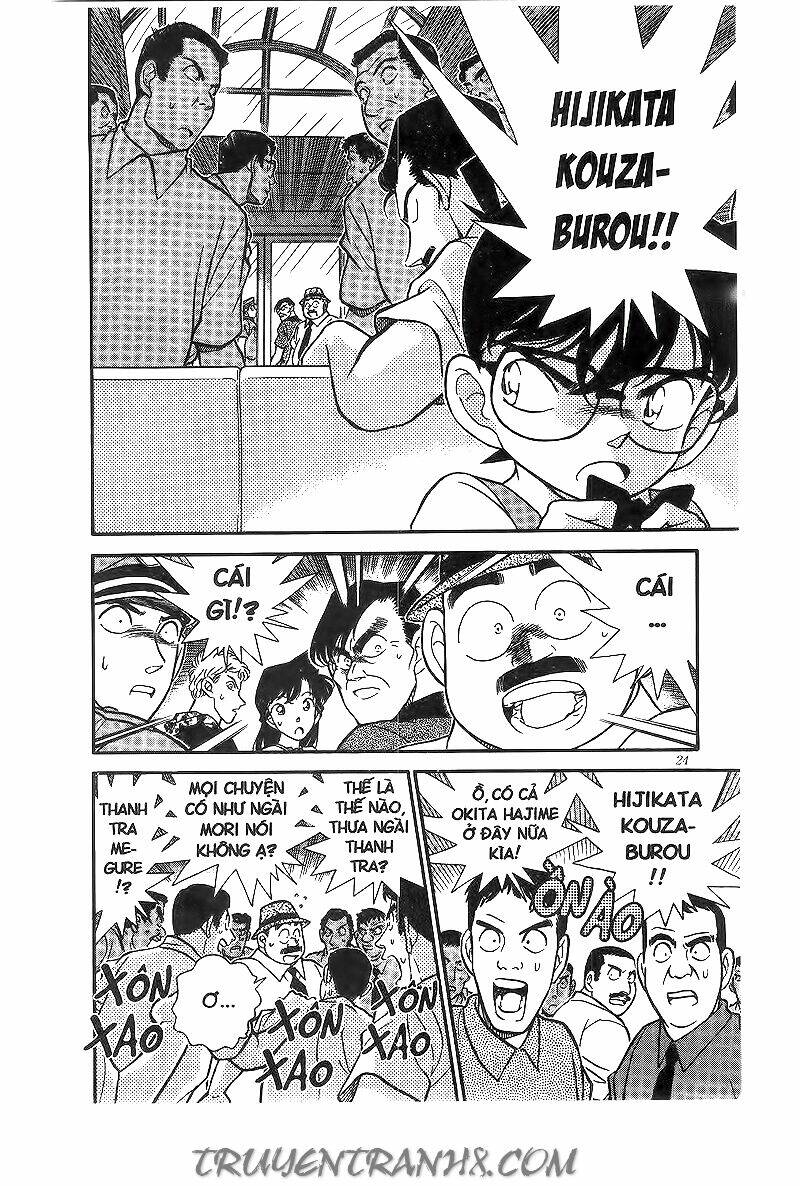 HIJIKATA
KOUZA-
BUROU!!
CÁI
GÌ!?
CÁI
...
24
THANH
TRA
ME-
GURE
!?
MỌI CHUYỆN
CÓ NHƯ NGÀI
MORI NÓI
KHÔNG Ạ?
THẾ LÀ
THẾ NÀO,
THƯA NGÀI
THANH
TRA?
Ơ...
XÔN
XAO
XÔN
XAO
XÔN
XAO
Ồ, CÓ CẢ
OKITA HAJIME
Ở ĐÂY NỮA
KÌA!
HIJIKATA
KOUZA-
BUROU
!!
ỒN ÀO
TRUYENTRANH8.COM